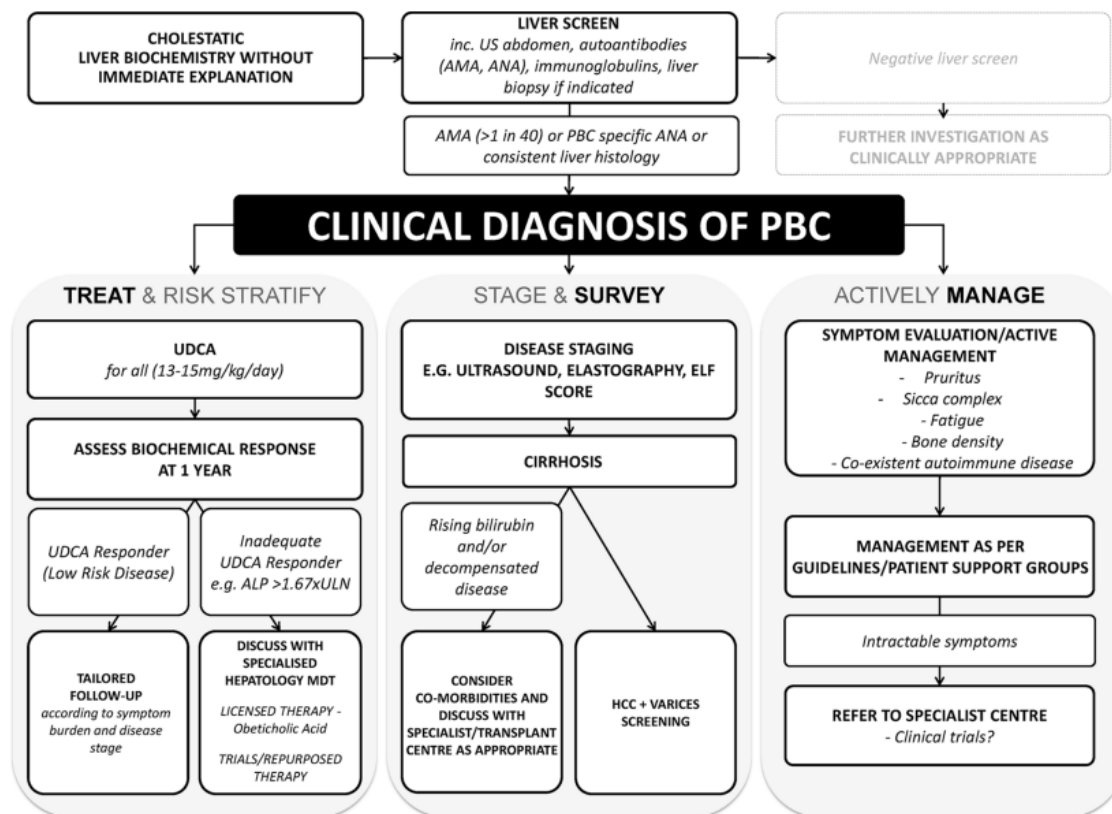 CHOLESTATIC
LIVER BIOCHEMISTRY WITHOUT
IMMEDIATE EXPLANATION
LIVER SCREEN
inc. US abdomen, autoantibodies
(AMA, ANA), immunoglobulins, liver
biopsy if indicated
Negative liver screen
AMA (>1 in 40) or PBC specific ANA or
consistent liver histology
FURTHER INVESTIGATION AS
CLINICALLY APPROPRIATE
CLINICAL DIAGNOSIS OF PBC
TREAT & RISK STRATIFY
UDCA
for all (13-15mg/kg/day)
ASSESS BIOCHEMICAL RESPONSE
AT 1 YEAR
UDCA Responder
(Low Risk Disease)
Inadequate
UDCA Responder
e.g. ALP >1.67xULN
TAILORED
FOLLOW-UP
according to symptom
burden and disease
stage
DISCUSS WITH
SPECIALISED
HEPATOLOGY MDT
LICENSED THERAPY -
Obeticholic Acid
TRIALS/REPURPOSED
THERAPY
STAGE & SURVEY
DISEASE STAGING
E.G. ULTRASOUND, ELASTOGRAPHY, ELF
SCORE
CIRRHOSIS
Rising bilirubin
and/or
decompensated
disease
CONSIDER
CO-MORBIDITIES AND
DISCUSS WITH
SPECIALIST/TRANSPLANT
CENTRE AS APPROPRIATE
HCC + VARICES
SCREENING
ACTIVELY MANAGE
SYMPTOM EVALUATION/ACTIVE
MANAGEMENT
- Pruritus
- Sicca complex
- Fatigue
- Bone density
- Co-existent autoimmune disease
MANAGEMENT AS PER
GUIDELINES/PATIENT SUPPORT GROUPS
Intractable symptoms
REFER TO SPECIALIST CENTRE
- Clinical trials?